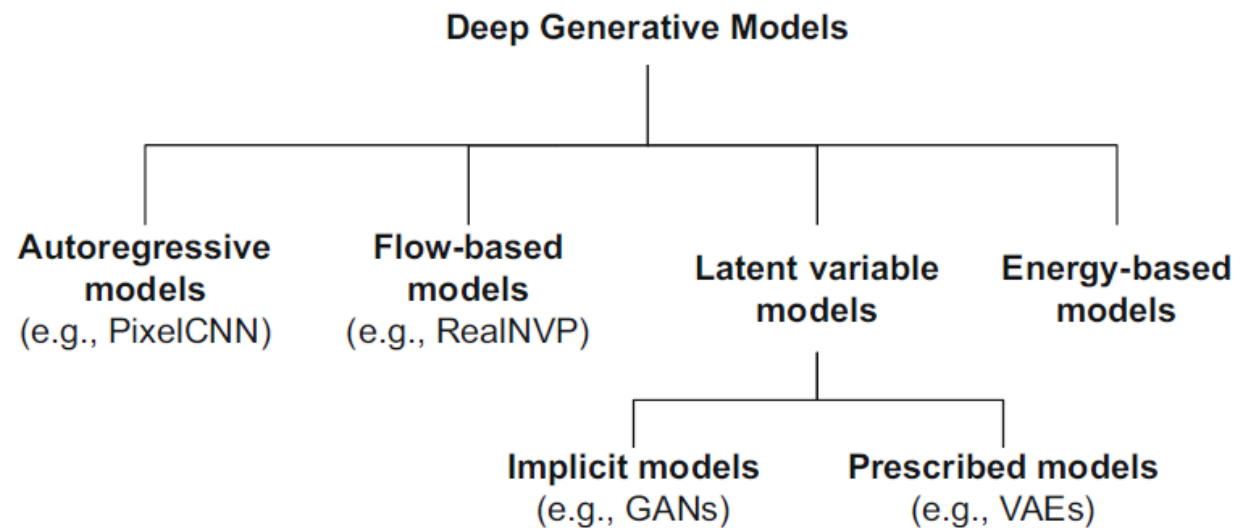 Deep Generative Models
Autoregressive
models
(e.g., PixelCNN)
Flow-based
models
(e.g., RealNVP)
Latent variable
models
Energy-based
models
Implicit models
(e.g., GANs)
Prescribed models
(e.g., VAEs)